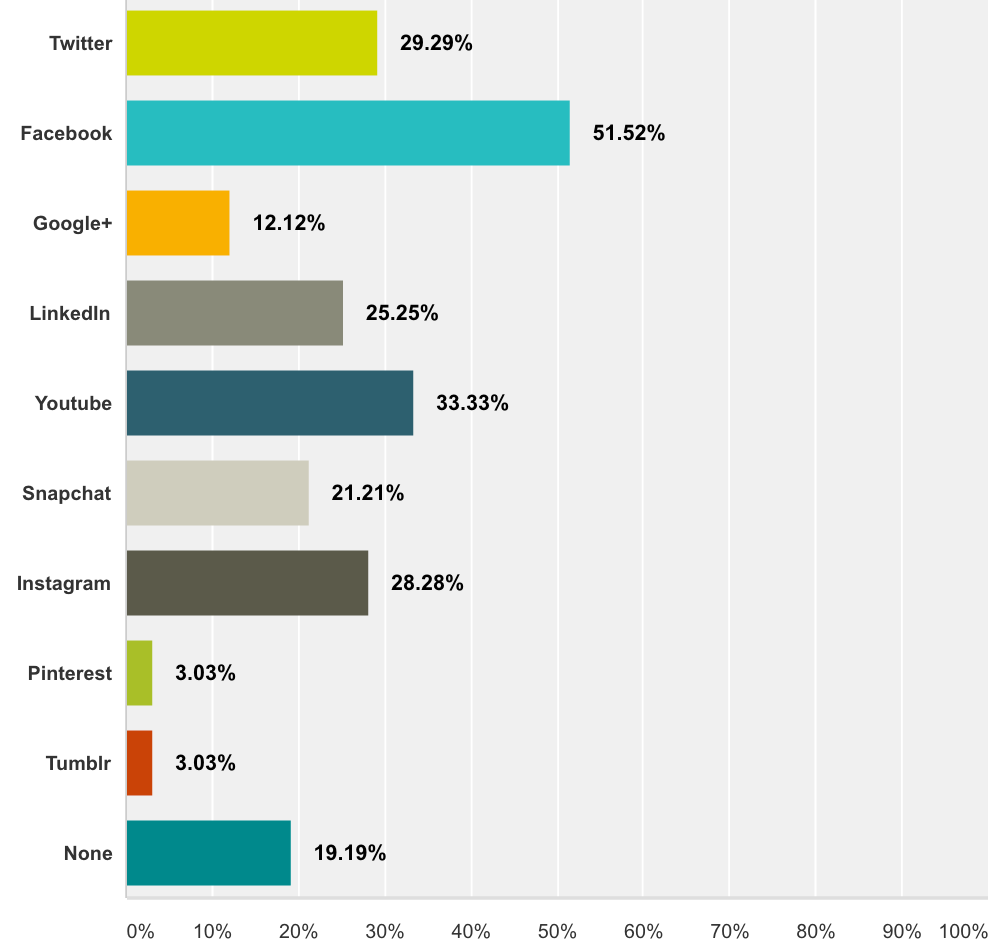 Twitter 29.29%
Facebook 51.52%
Google+ 12.12%
LinkedIn 25.25%
Youtube 33.33%
Snapchat 21.21%
Instagram 28.28%
Pinterest 3.03%
Tumblr 3.03%
None 19.19%
0% 10% 20% 30% 40% 50% 60% 70% 80% 90% 100%